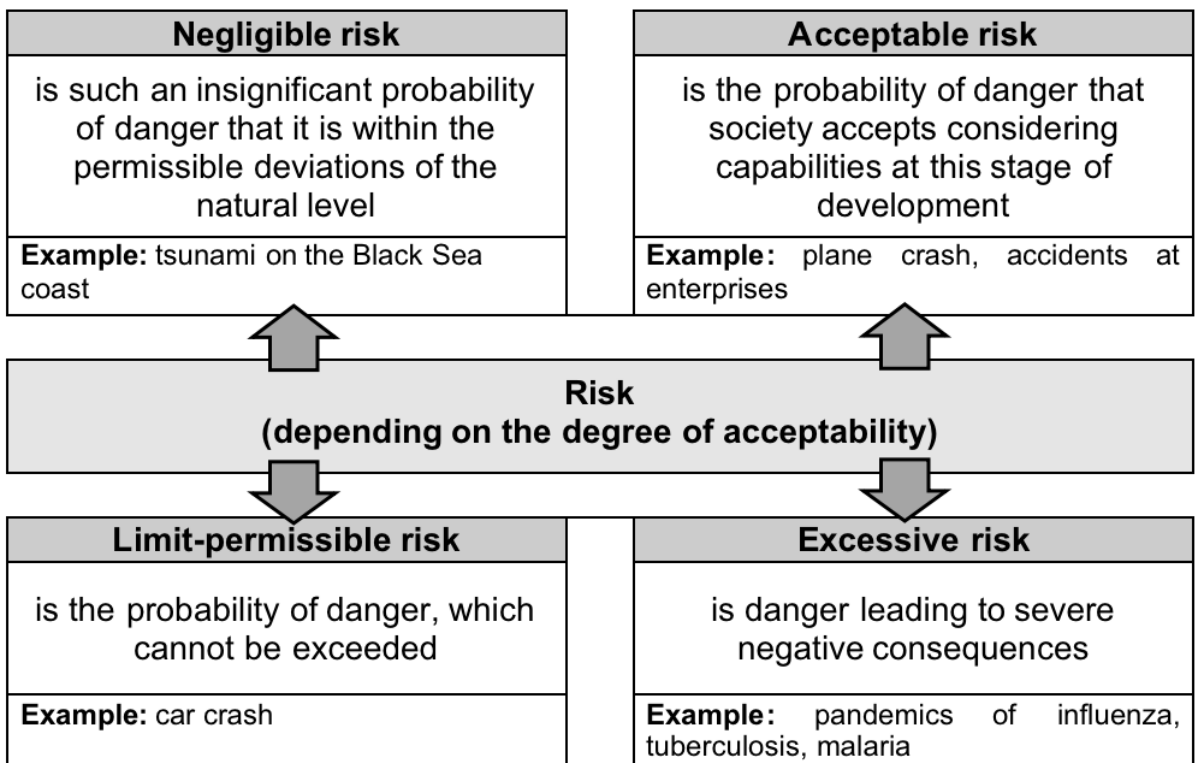 Negligible risk
is such an insignificant probability
of danger that it is within the
permissible deviations of the
natural level
Example: tsunami on the Black Sea
coast
Acceptable risk
is the probability of danger that
society accepts considering
capabilities at this stage of
development
Example: plane crash, accidents at
enterprises
Risk
(depending on the degree of acceptability)
Limit-permissible risk
is the probability of danger, which
cannot be exceeded
Example: car crash
Excessive risk
is danger leading to severe
negative consequences
Example: pandemics of influenza,
tuberculosis, malaria